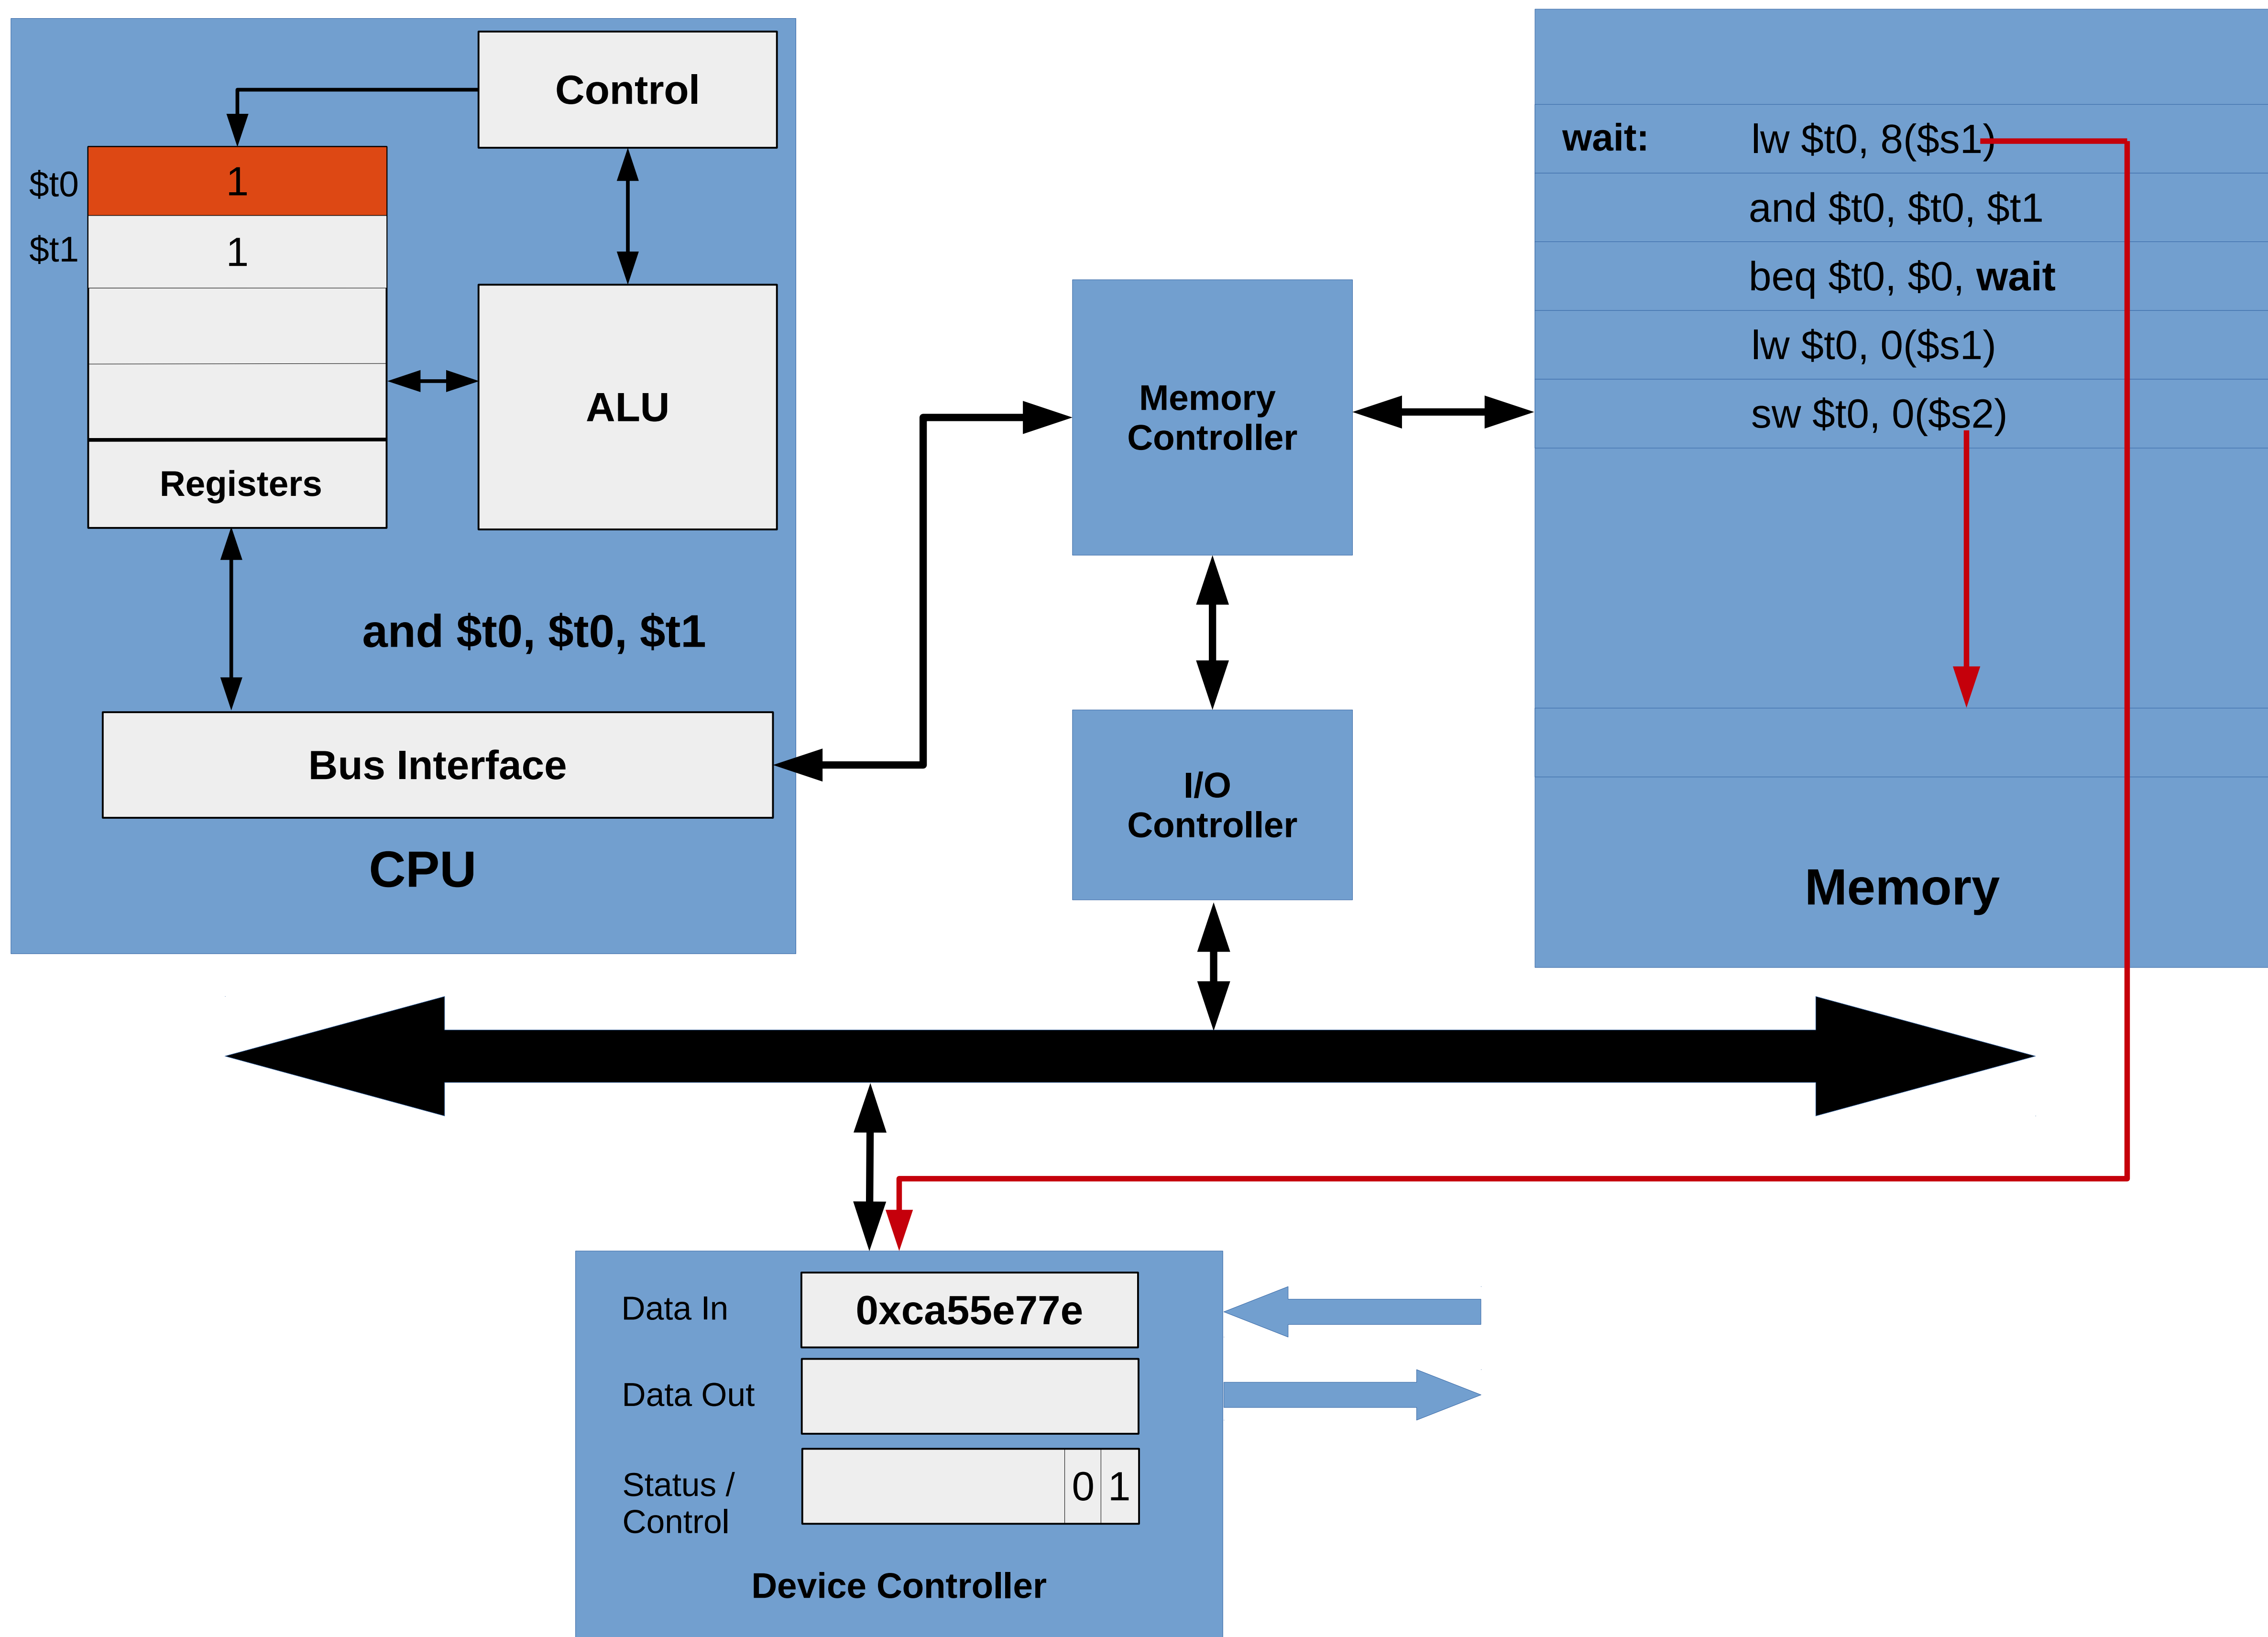 Control
$t0 1
$t1 1
ALU
Registers
and $t0, $t0, $t1
Bus Interface
CPU
Memory
Controller
I/O
Controller
wait: lw $t0, 8($s1)
and $t0, $t0, $t1
beq $t0, $0, wait
lw $t0, 0($s1)
sw $t0, 0($s2)
Memory
Data In 0xca55e77e
Data Out
Status / 0 1
Control
Device Controller